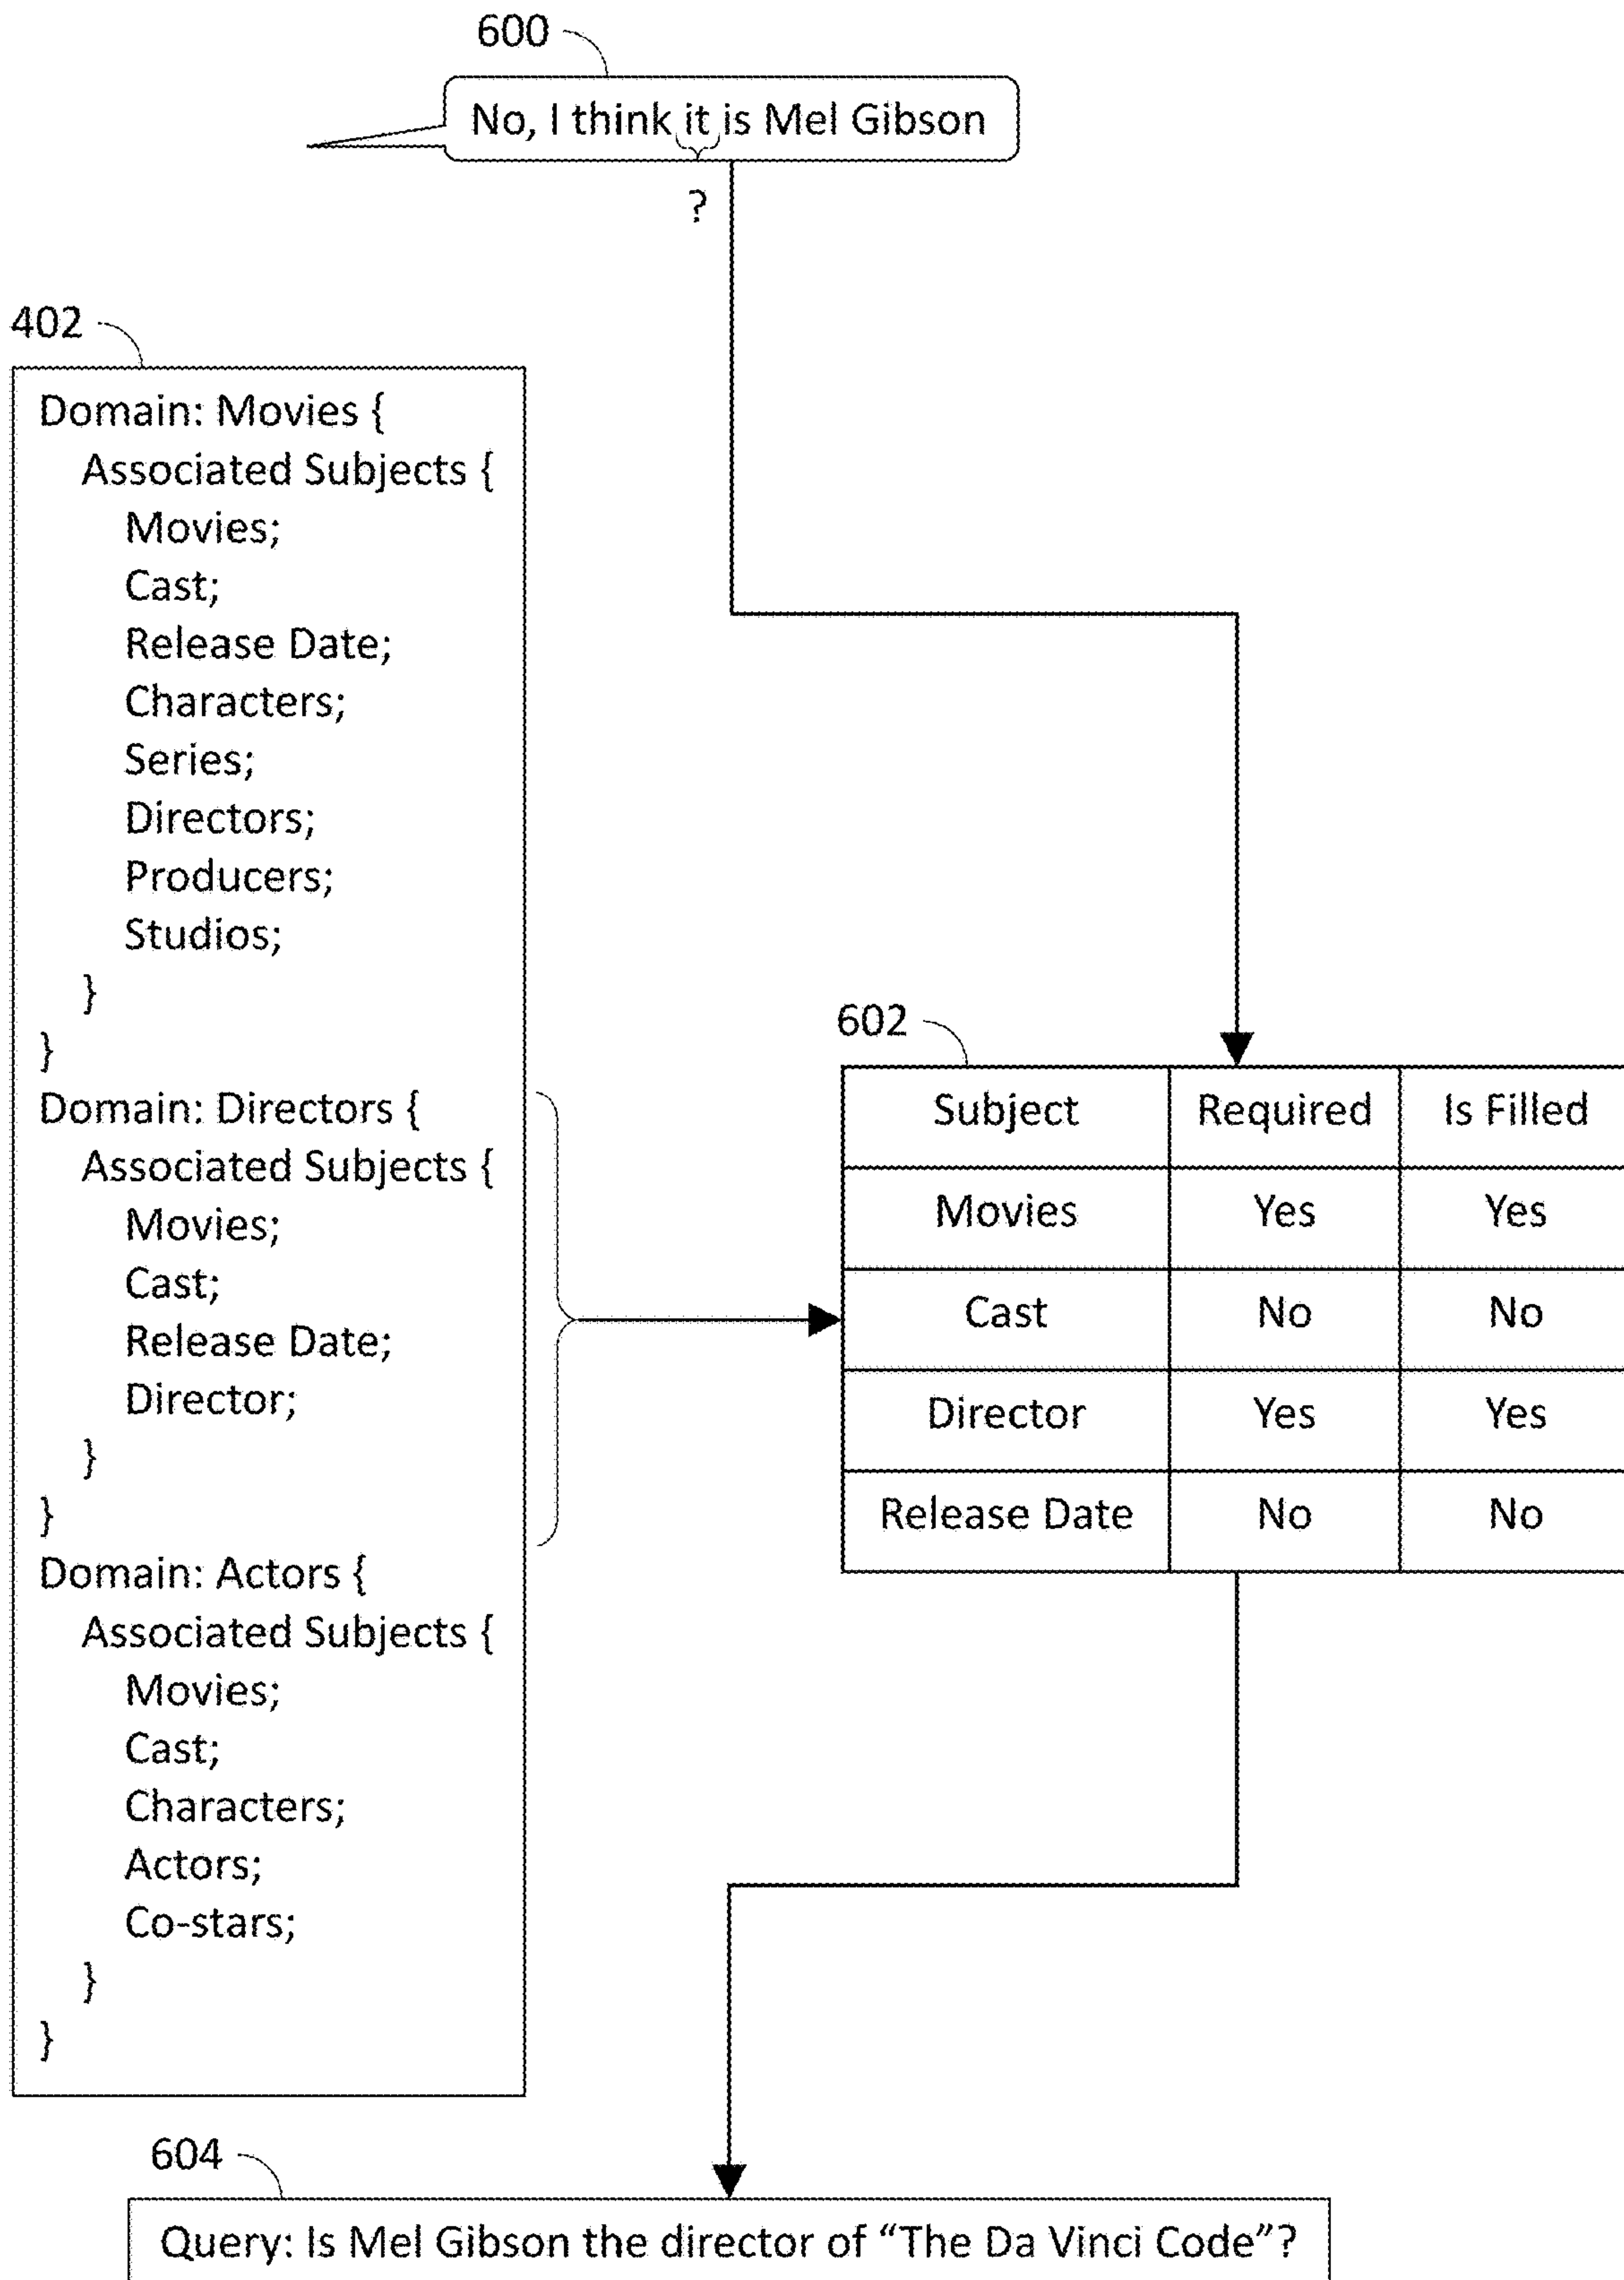 600
No, I think it is Mel Gibson
?
402
Domain: Movies {
Associated Subjects {
Movies;
Cast;
Release Date;
Characters;
Series;
Directors;
Producers;
Studios;
}
}
Domain: Directors {
Associated Subjects {
Movies;
Cast;
Release Date;
Director;
}
}
Domain: Actors {
Associated Subjects {
Movies;
Cast;
Characters;
Actors;
Co-stars;
}
}
602
Subject Required Is Filled
Movies Yes Yes
Cast No No
Director Yes Yes
Release Date No No
604
Query: Is Mel Gibson the director of “The Da Vinci Code”?